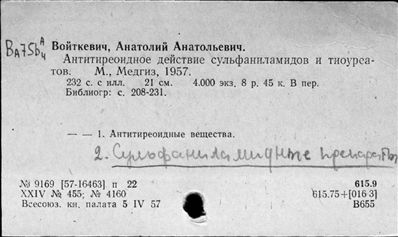 Ва75b4 А
Войткевич, Анатолий Анатольевич.
Антитиреоидное действие сульфаниламидов и тиоурса-
тов. М., Медгиз, 1957.
232 с. с илл. 21 см. 4.000 экз. 8 р. 45 к. В пер.
Библиогр: с. 208-231.
— — 1. Антитиреоидные вещества.
2. Сульфаниламидные препараты
№ 9169 [57-16463] п 22 615.9
XXIV № 455; № 4160 615.75+[016 3]
Всесоюз. кн. палата 5 IV 57 В655